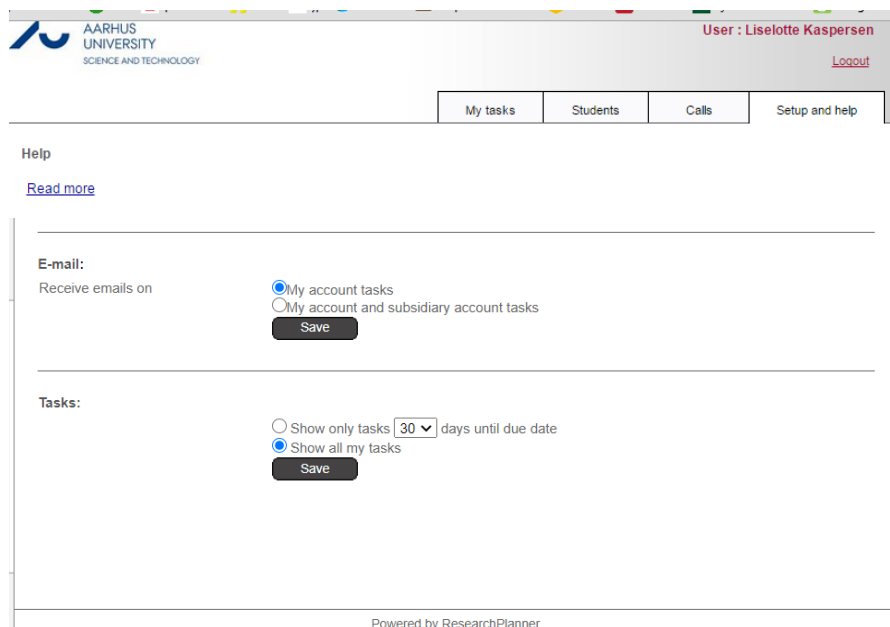 AARHUS
UNIVERSITY
SCIENCE AND TECHNOLOGY
User : Liselotte Kaspersen
Logout
My tasks Students Calls Setup and help
Help
Read more
E-mail:
Receive emails on My account tasks
My account and subsidiary account tasks
Save
Tasks:
Show only tasks 30 days until due date
Show all my tasks
Save
Powered by ResearchPlanner